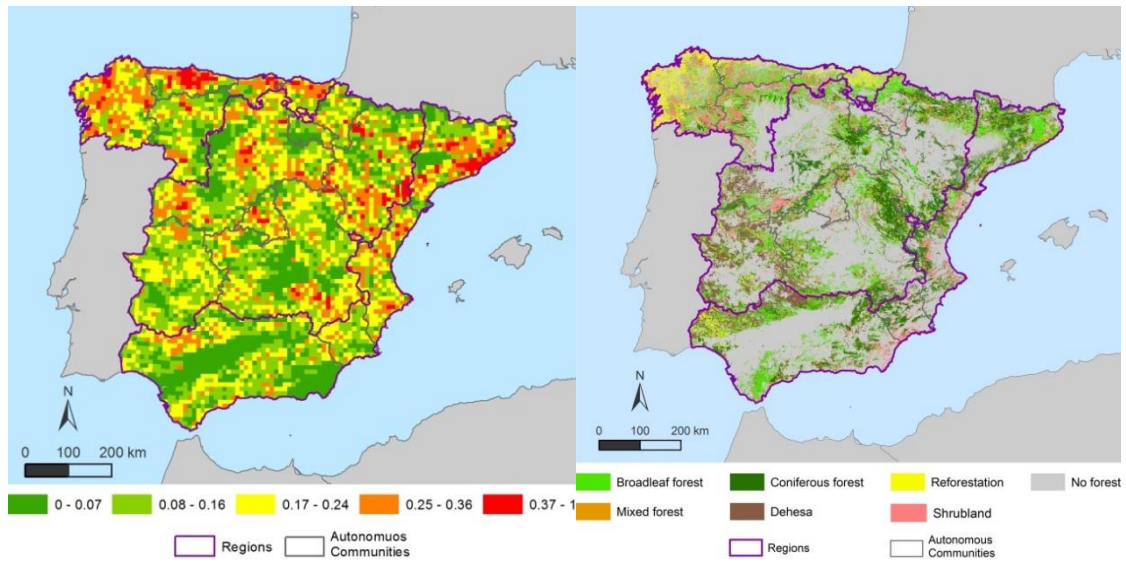 N
0 100 200 km
0 - 0.07 0.08 - 0.16 0.17 - 0.24 0.25 - 0.36 0.37 - 1
Regions Autonomuos
Communities
N
0 100 200 km
Broadleaf forest Coniferous forest Reforestation No forest
Mixed forest Dehesa Shrubland
Regions Autonomous
Communities